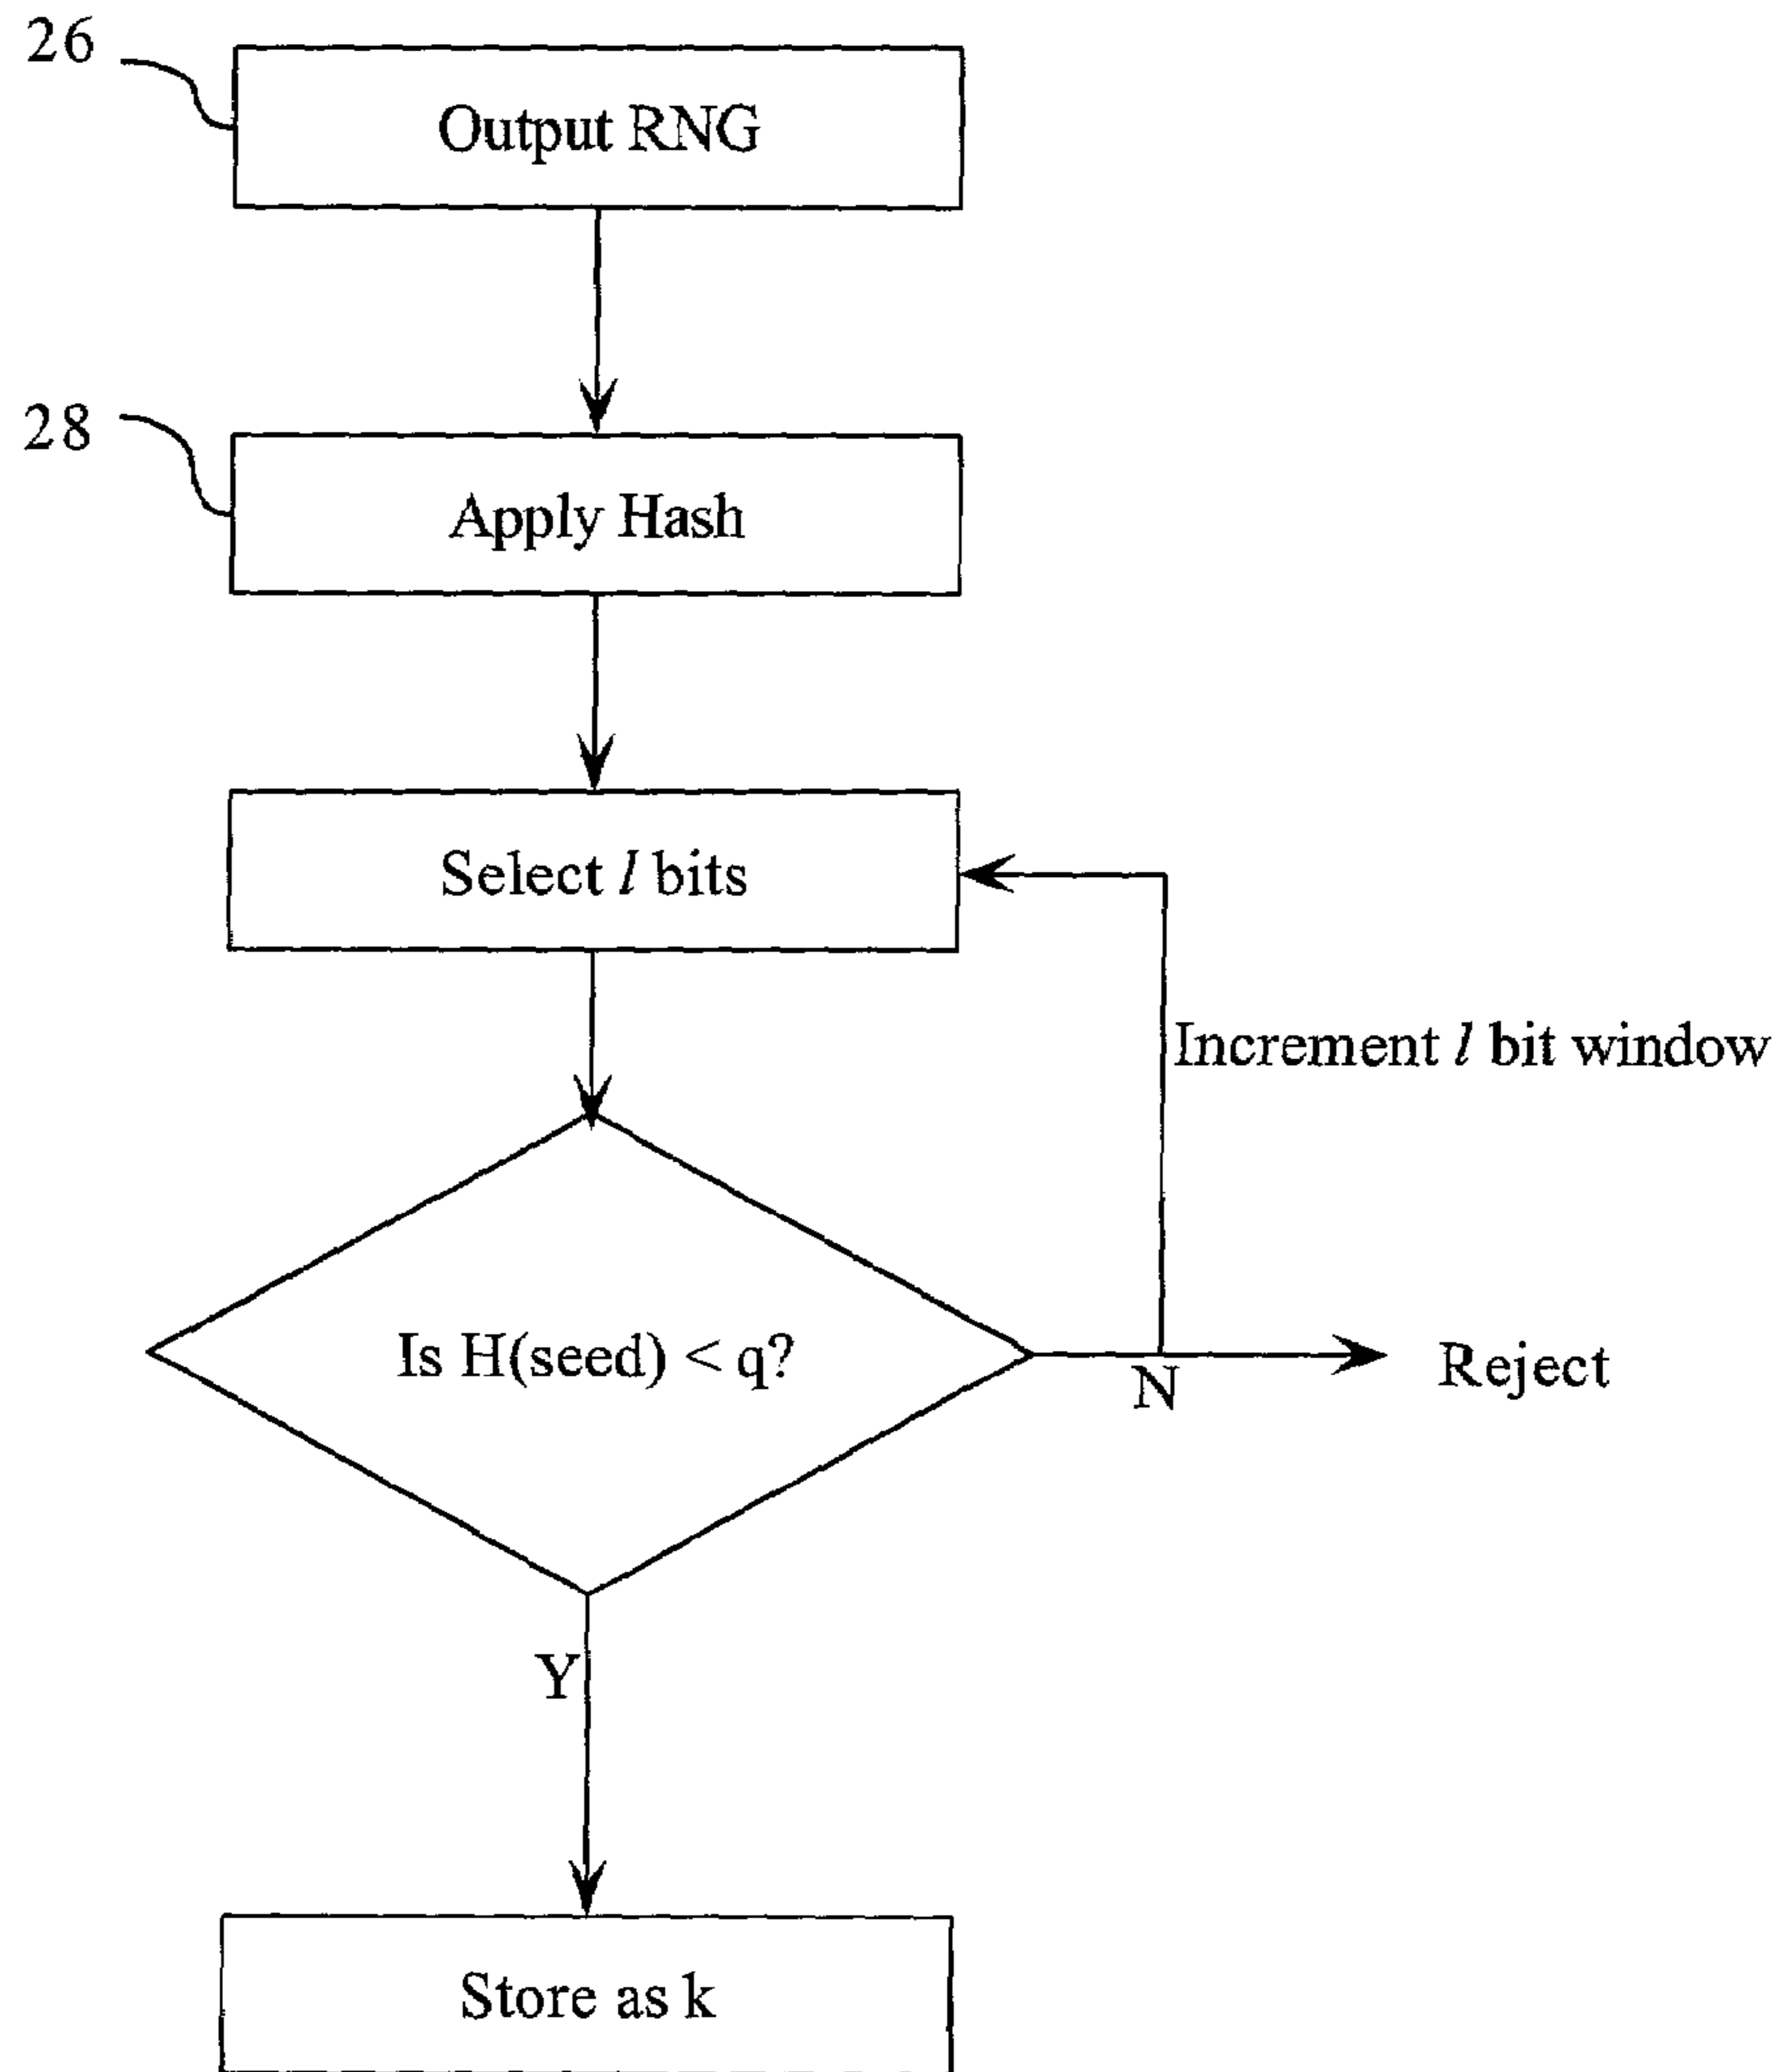 26
Output RNG
28
Apply Hash
Select l bits
Increment l bit window
Is H(seed) < q?
N
Reject
Y
Store as k